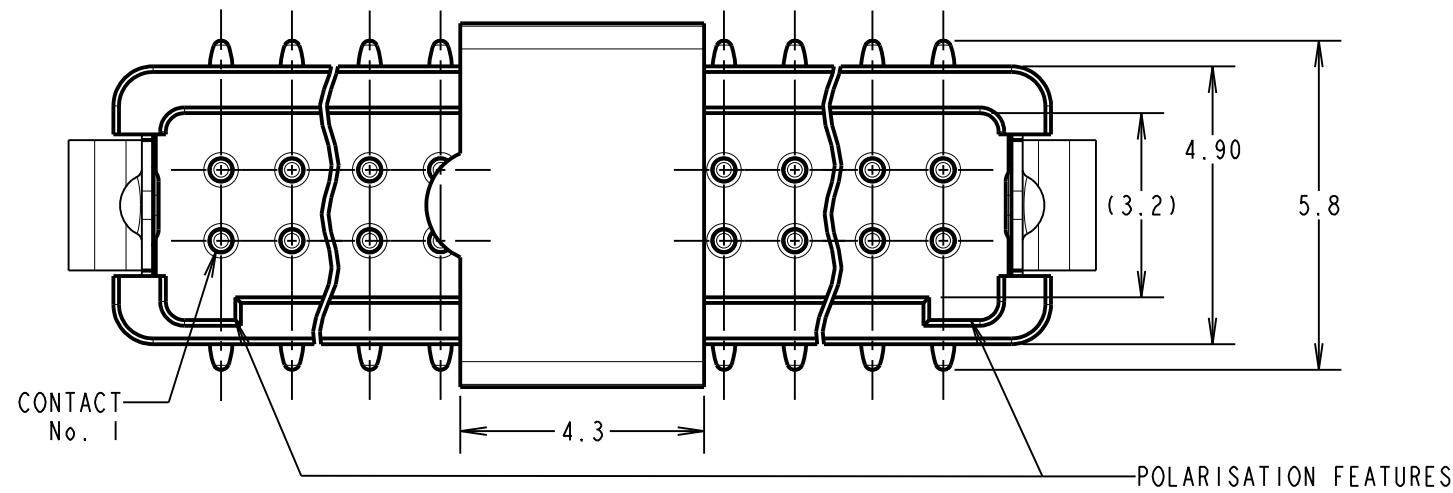 4.90
(3.2)
5.8
CONTACT
No. 1
4.3
POLARISATION FEATURES